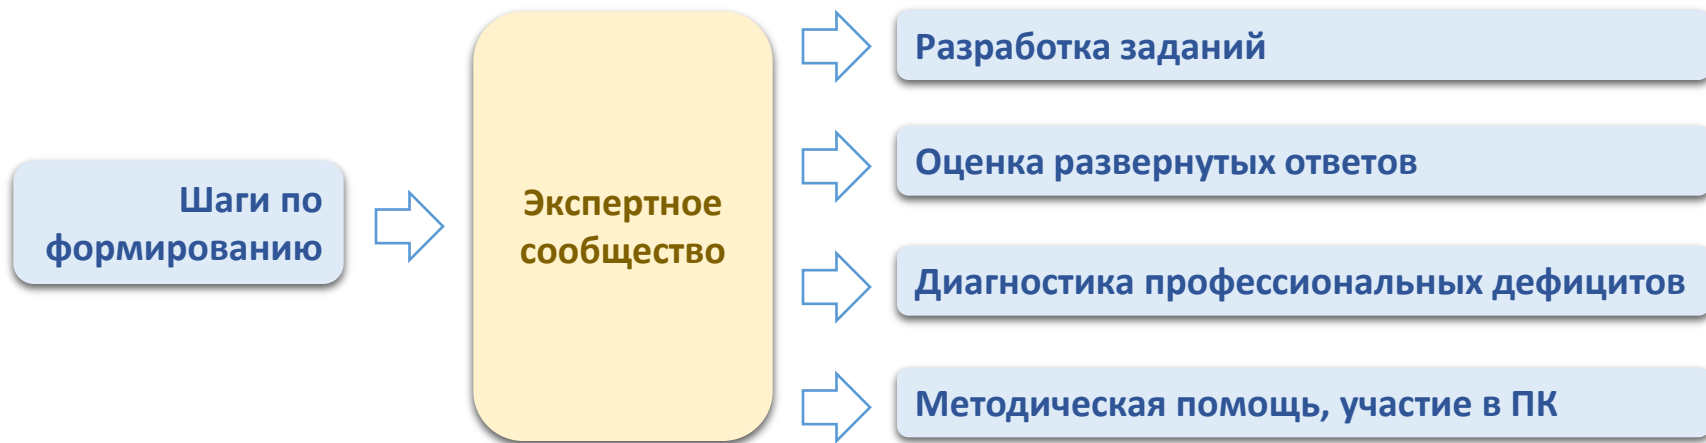 Шаги по
формированию
Экспертное
сообщество
Разработка заданий
Оценка развернутых ответов
Диагностика профессиональных дефицитов
Методическая помощь, участие в ПК